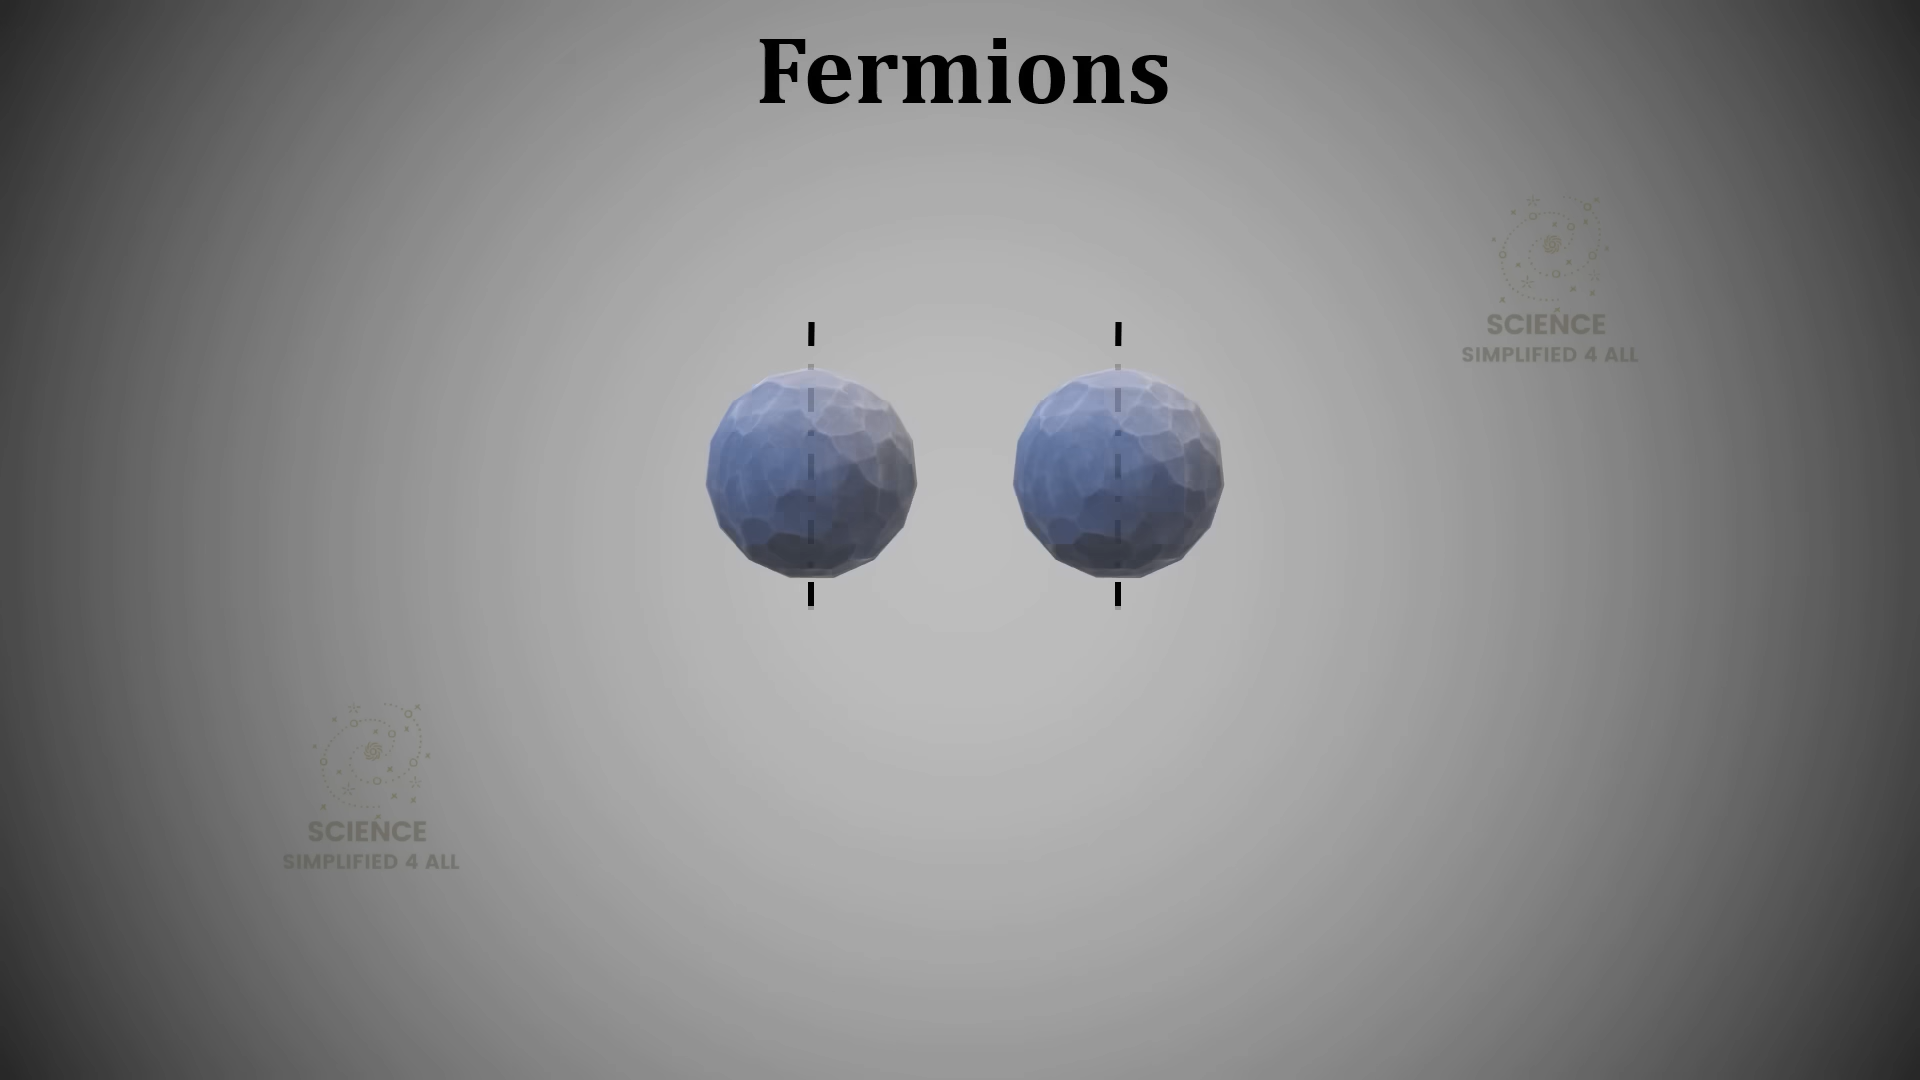 Fermions
SCIENCE
SIMPLIFIED 4 ALL
SCIENCE
SIMPLIFIED 4 ALL